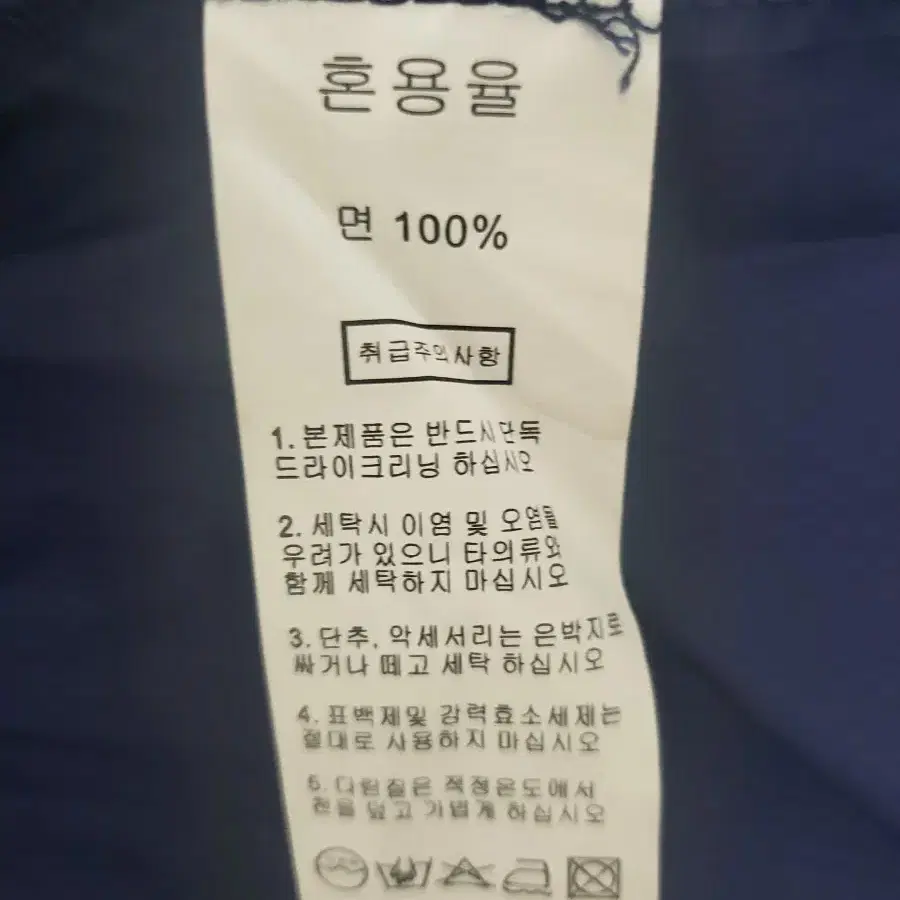 혼용율
면 100%
취급주의사항
1. 본제품은 반드시단독
드라이크리닝 하십시오
2. 세탁시 이염 및 오염될
우려가 있으니 타의류와
함께 세탁하지 마십시오
3. 단추, 악세서리는 은박지로
싸거나 떼고 세탁 하십시오
4. 표백제및 강력효소세제는
절대로 사용하지 마십시오
5. 다림질은 적정온도에서
천을 덮고 가볍게 하십시오